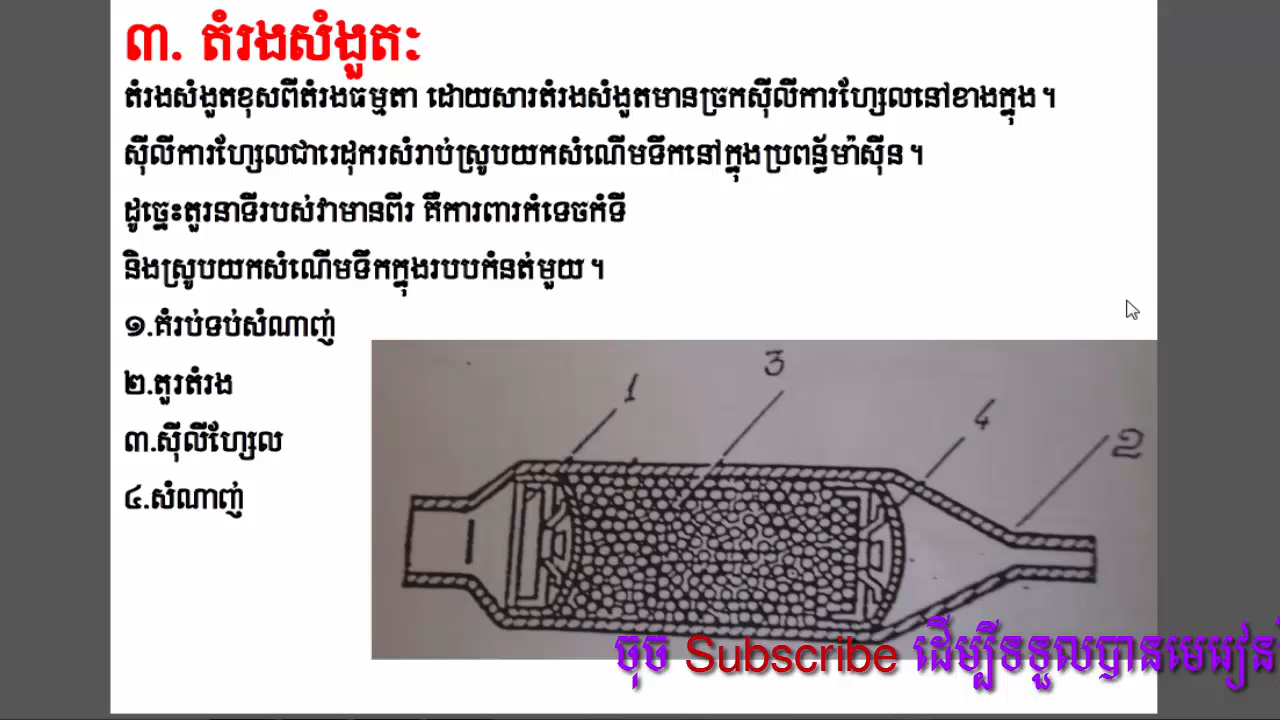 ៣. តំរងសំងួតៈ
តំរងសំងួតខុសពីតំរងធម្មតា ដោយសារតំរងសំងួតមានច្រកស៊ីលីការហ្សែលនៅខាងក្នុង។
ស៊ីលីការហ្សែលជារេដុករសំរាប់ស្រូបយកសំណើមទឹកនៅក្នុងប្រពន្ធ័ម៉ាស៊ីន។
ដូច្នេះតួរនាទីរបស់វាមានពីរ គឺការពារកំទេចកំទី
និងស្រូបយកសំណើមទឹកក្នុងរបបកំនត់មួយ។
១.គំរប់ទប់សំណាញ់
២.តួរតំរង
៣.ស៊ីលីហ្សែល
៤.សំណាញ់
1
3
4
2
ចុច Subscribe ដើម្បីទទួលបានមេរៀន